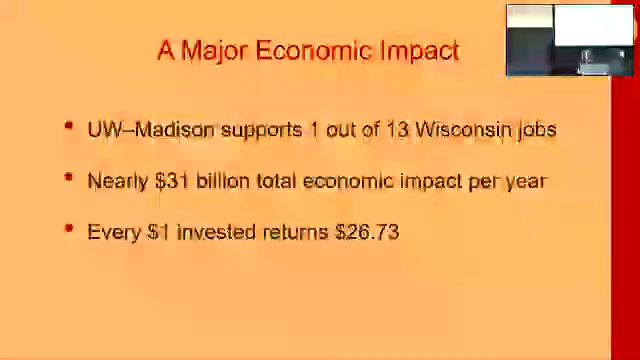 A Major Economic Impact
• UW–Madison supports 1 out of 13 Wisconsin jobs
• Nearly $31 billion total economic impact per year
• Every $1 invested returns $26.73